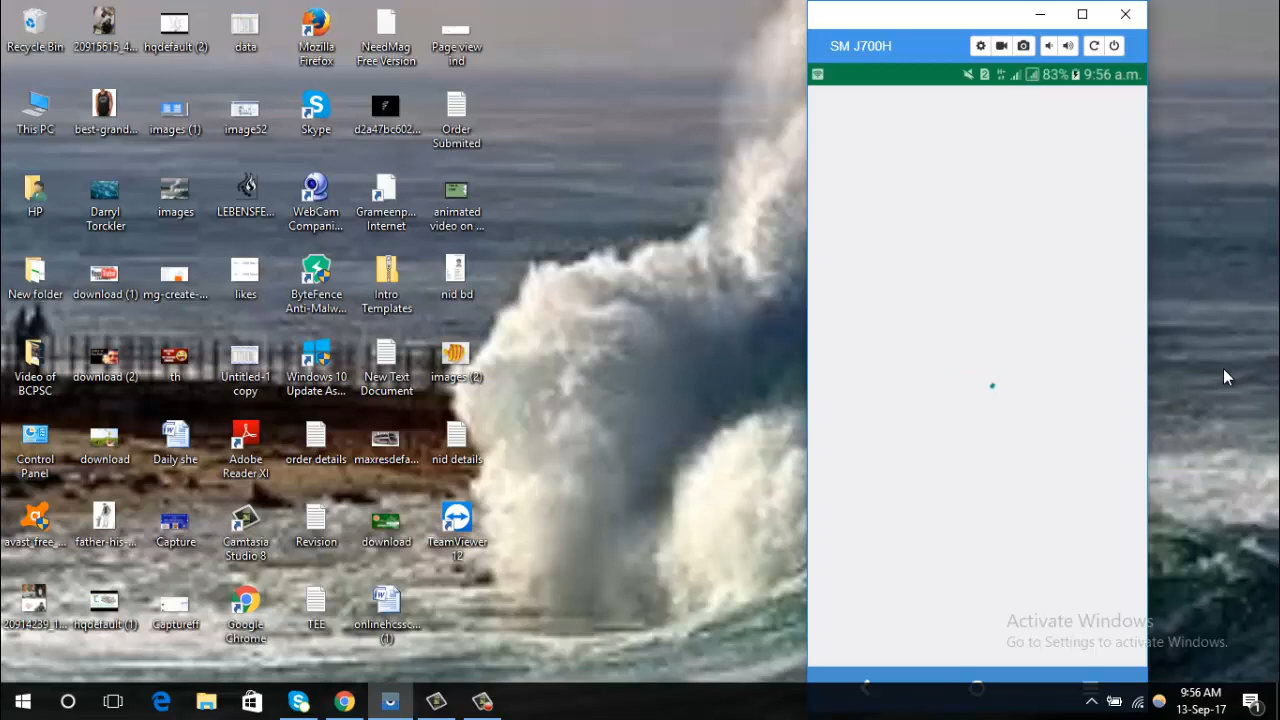 Recycle Bin
20915615_4...
hqdefault (2)
data
Mozilla
Firefox
NeedMag
Free Version
Page view
ind
This PC
best-grand...
images (1)
image52
Skype
d2a47bc602...
Order
Submited
HP
Darryl
Torckler
images
LEBENSFE...
WebCam
Compani...
Grameenp...
Internet
animated
video on ...
New folder
download (1)
mg-create-...
likes
ByteFence
Anti-Malw...
Intro
Templates
nid bd
Video of
BCPSC
download (2)
th
Untitled-1
copy
Windows 10
Update As...
New Text
Document
images (2)
Control
Panel
download
Daily she
Adobe
Reader XI
order details
maxresdefa...
nid details
avast_free_...
father-his-...
Capture
Camtasia
Studio 8
Revision
download
TeamViewer
12
20914239_1...
hqdefault (1)
Captureff
Google
Chrome
TEE
onlinehcssc...
(1)
SM J700H
83% 9:56 a.m.
Activate Windows
Go to Settings to activate Windows.
9:56 AM
13-Sep-17